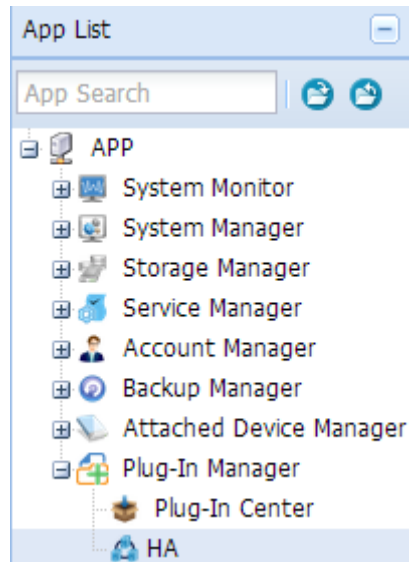 App List
App Search
APP
System Monitor
System Manager
Storage Manager
Service Manager
Account Manager
Backup Manager
Attached Device Manager
Plug-In Manager
Plug-In Center
HA